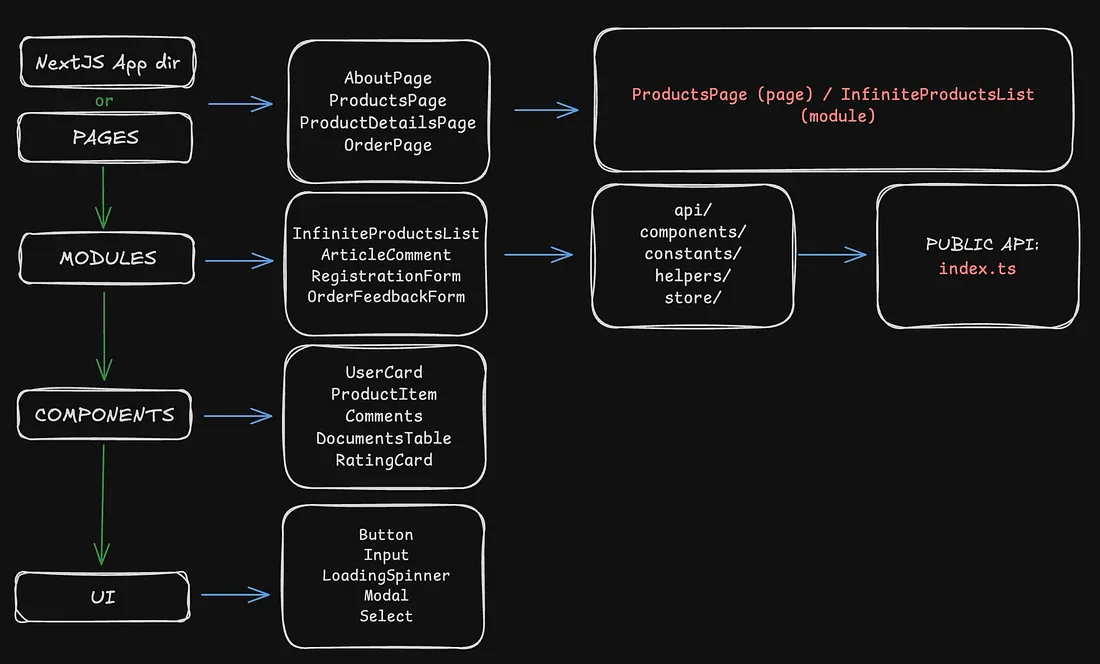 NextJS App dir
or
PAGES
AboutPage
ProductsPage
ProductDetailsPage
OrderPage
ProductsPage (page) / InfiniteProductsList
(module)
MODULES
InfiniteProductsList
ArticleComment
RegistrationForm
OrderFeedbackForm
api/
components/
constants/
helpers/
store/
PUBLIC API:
index.ts
COMPONENTS
UserCard
ProductItem
Comments
DocumentsTable
RatingCard
UI
Button
Input
LoadingSpinner
Modal
Select